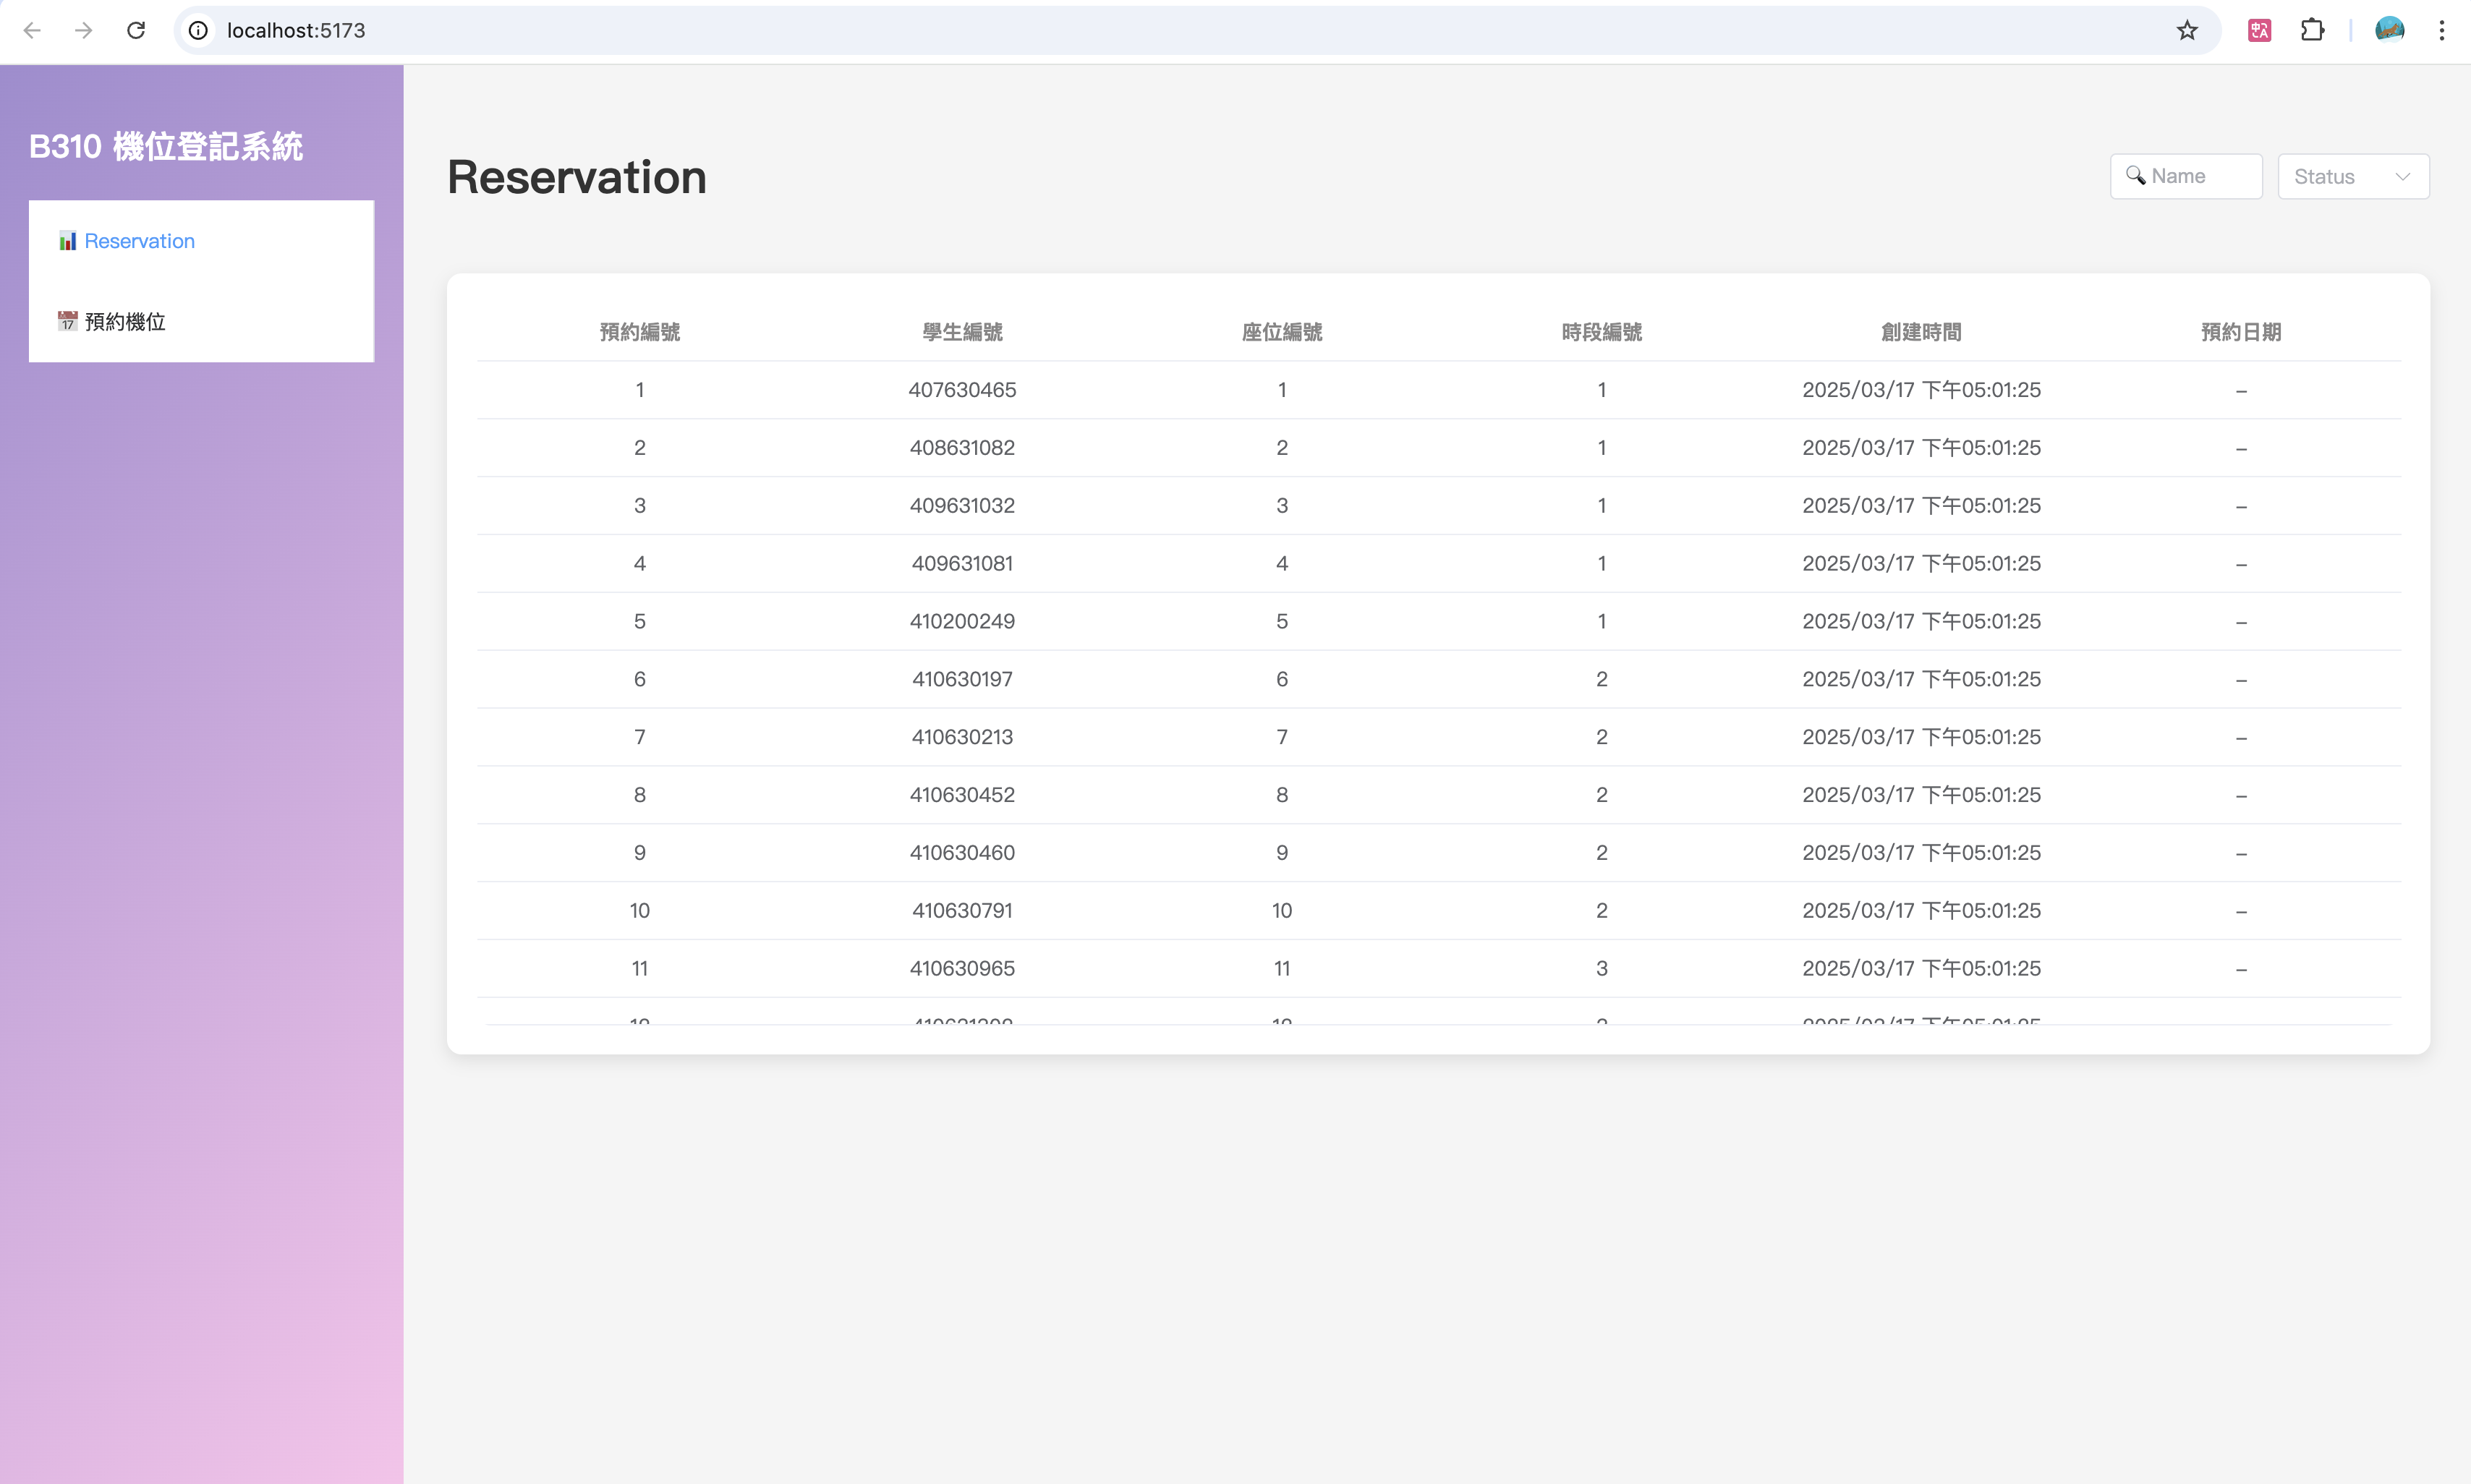 localhost:5173
B310 機位登記系統
Reservation
預約機位
Reservation
Name
Status
預約編號 學生編號 座位編號 時段編號 創建時間 預約日期
1 407630465 1 1 2025/03/17 下午05:01:25 –
2 408631082 2 1 2025/03/17 下午05:01:25 –
3 409631032 3 1 2025/03/17 下午05:01:25 –
4 409631081 4 1 2025/03/17 下午05:01:25 –
5 410200249 5 1 2025/03/17 下午05:01:25 –
6 410630197 6 2 2025/03/17 下午05:01:25 –
7 410630213 7 2 2025/03/17 下午05:01:25 –
8 410630452 8 2 2025/03/17 下午05:01:25 –
9 410630460 9 2 2025/03/17 下午05:01:25 –
10 410630791 10 2 2025/03/17 下午05:01:25 –
11 410630965 11 3 2025/03/17 下午05:01:25 –